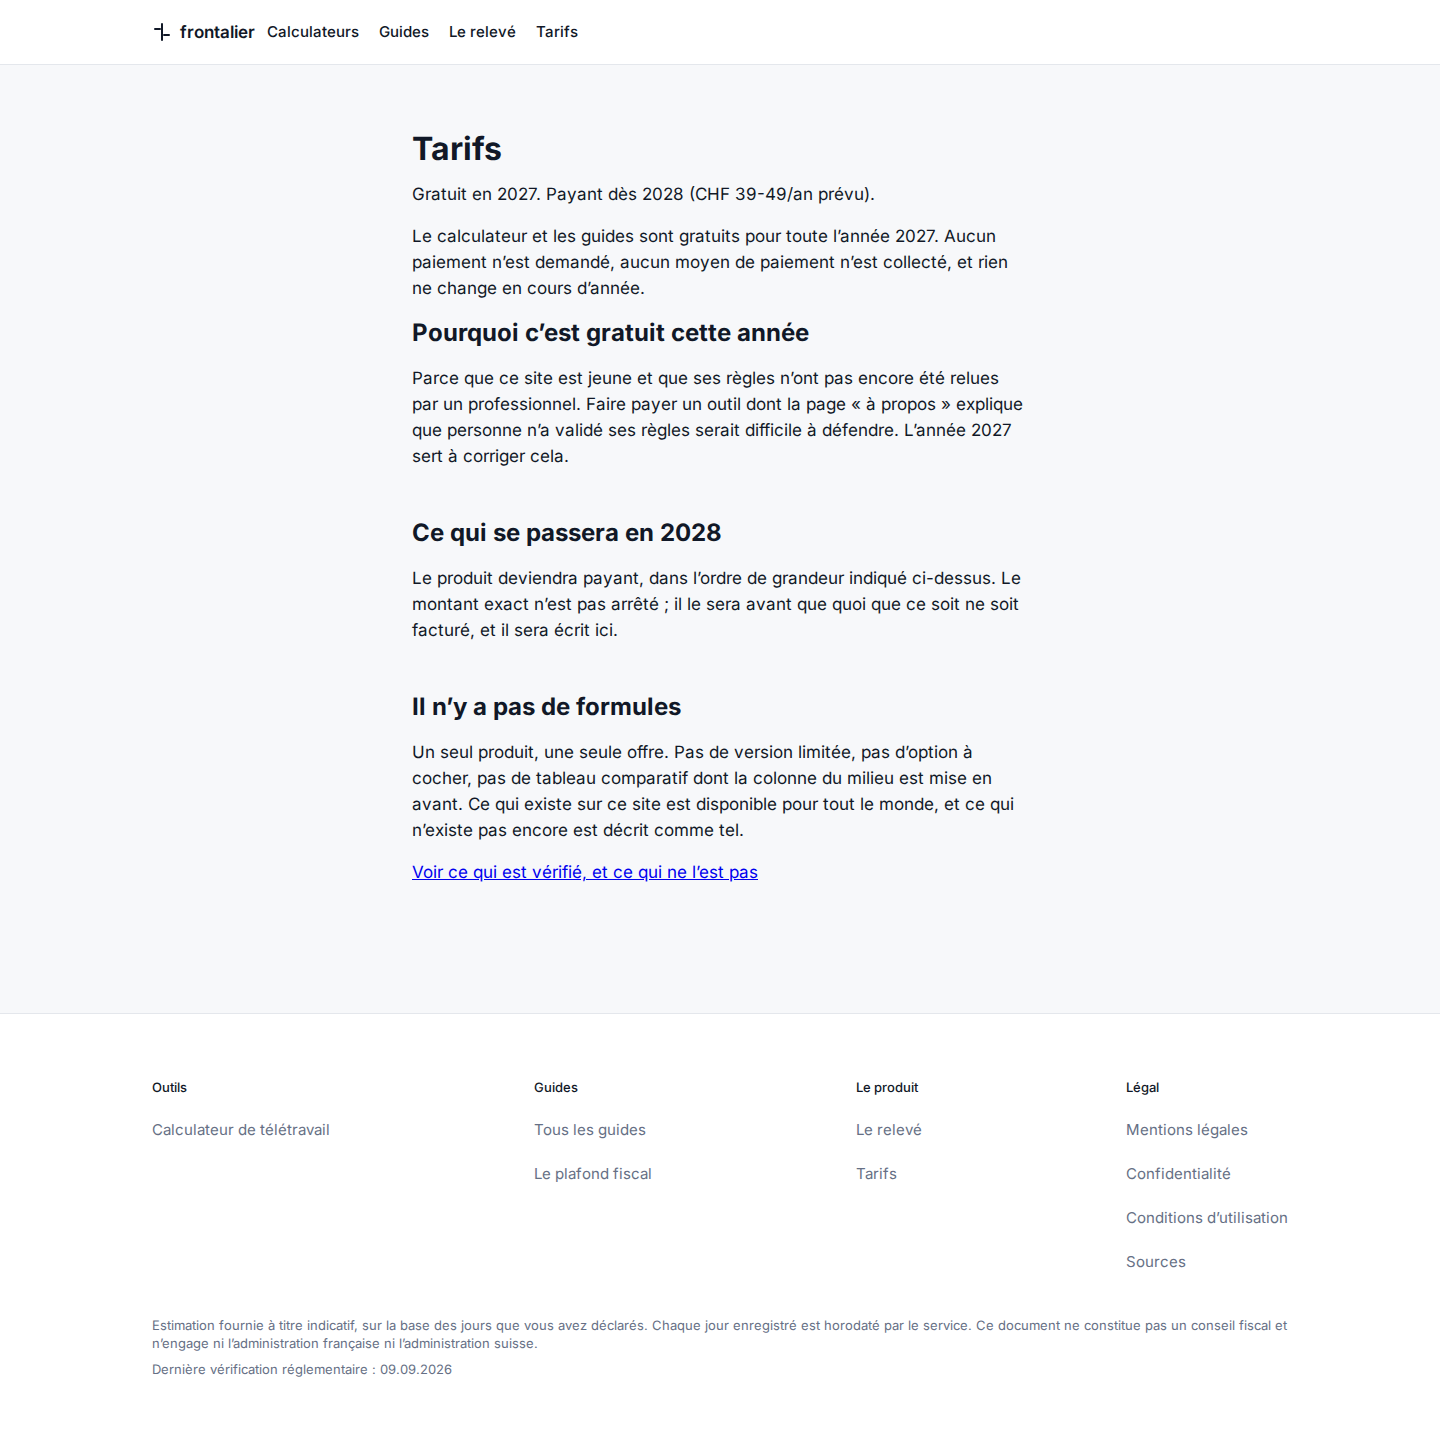 frontalier Calculateurs Guides Le relevé Tarifs
Tarifs
Gratuit en 2027. Payant dès 2028 (CHF 39-49/an prévu).
Le calculateur et les guides sont gratuits pour toute l’année 2027. Aucun
paiement n’est demandé, aucun moyen de paiement n’est collecté, et rien
ne change en cours d’année.
Pourquoi c’est gratuit cette année
Parce que ce site est jeune et que ses règles n’ont pas encore été relues
par un professionnel. Faire payer un outil dont la page « à propos » explique
que personne n’a validé ses règles serait difficile à défendre. L’année 2027
sert à corriger cela.
Ce qui se passera en 2028
Le produit deviendra payant, dans l’ordre de grandeur indiqué ci-dessus. Le
montant exact n’est pas arrêté ; il le sera avant que quoi que ce soit ne soit
facturé, et il sera écrit ici.
Il n’y a pas de formules
Un seul produit, une seule offre. Pas de version limitée, pas d’option à
cocher, pas de tableau comparatif dont la colonne du milieu est mise en
avant. Ce qui existe sur ce site est disponible pour tout le monde, et ce qui
n’existe pas encore est décrit comme tel.
Voir ce qui est vérifié, et ce qui ne l’est pas
Outils
Calculateur de télétravail
Guides
Tous les guides
Le plafond fiscal
Le produit
Le relevé
Tarifs
Légal
Mentions légales
Confidentialité
Conditions d’utilisation
Sources
Estimation fournie à titre indicatif, sur la base des jours que vous avez déclarés. Chaque jour enregistré est horodaté par le service. Ce document ne constitue pas un conseil fiscal et
n’engage ni l’administration française ni l’administration suisse.
Dernière vérification réglementaire : 09.09.2026